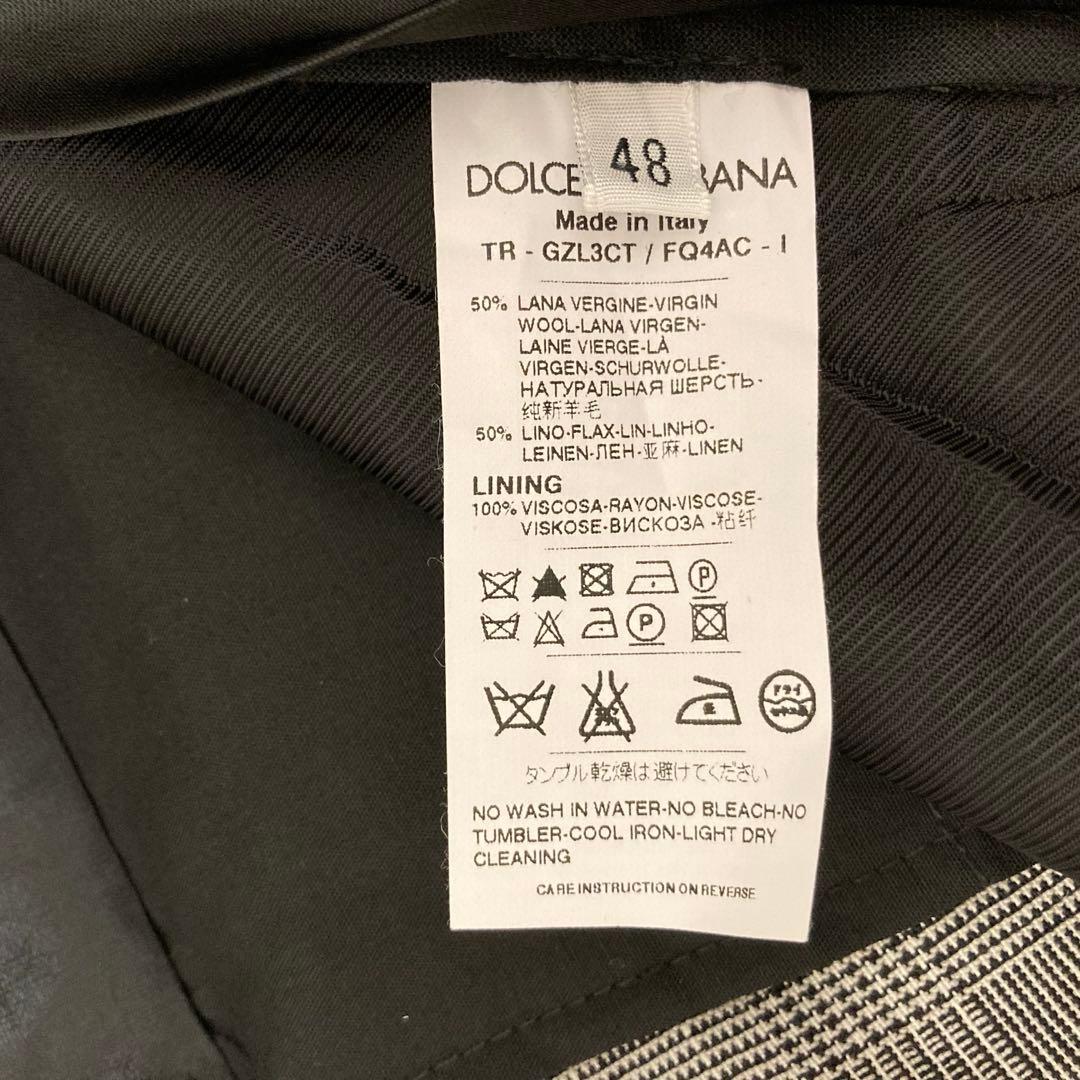 48
DOLCE BANA
Made in Italy
TR - GZL3CT / FQ4AC - I
50% LANA VERGINE-VIRGIN
WOOL-LANA VIRGEN-
LAINE VIERGE-LÀ
VIRGEN-SCHURWOLLE-
НАТУРАЛЬНАЯ ШЕРСТЬ-
纯新羊毛
50% LINO-FLAX-LIN-LINHO-
LEINEN-ЛЕН-亚麻-LINEN
LINING
100% VISCOSA-RAYON-VISCOSE-
VISKOSE-ВИСКОЗА -粘纤
P
P
ドライ
タンブル乾燥は避けてください
NO WASH IN WATER-NO BLEACH-NO
TUMBLER-COOL IRON-LIGHT DRY
CLEANING
CARE INSTRUCTION ON REVERSE